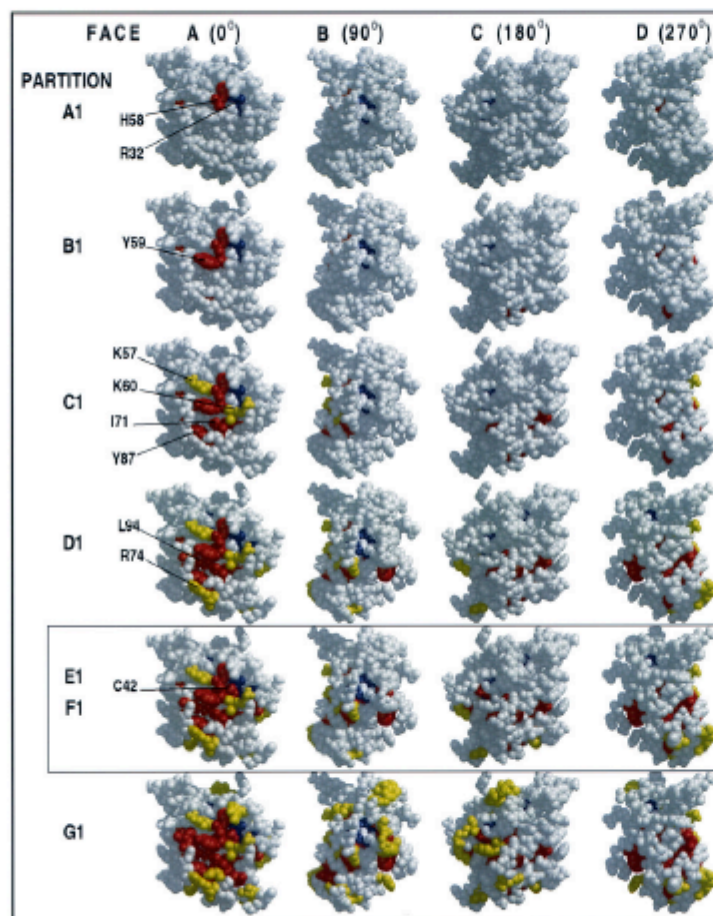 FACE A (0°) B (90°) C (180°) D (270°)
PARTITION
A1
H58
R32
B1
Y59
K57
K60
C1
I71
Y87
L94
D1
R74
E1
C42
F1
G1